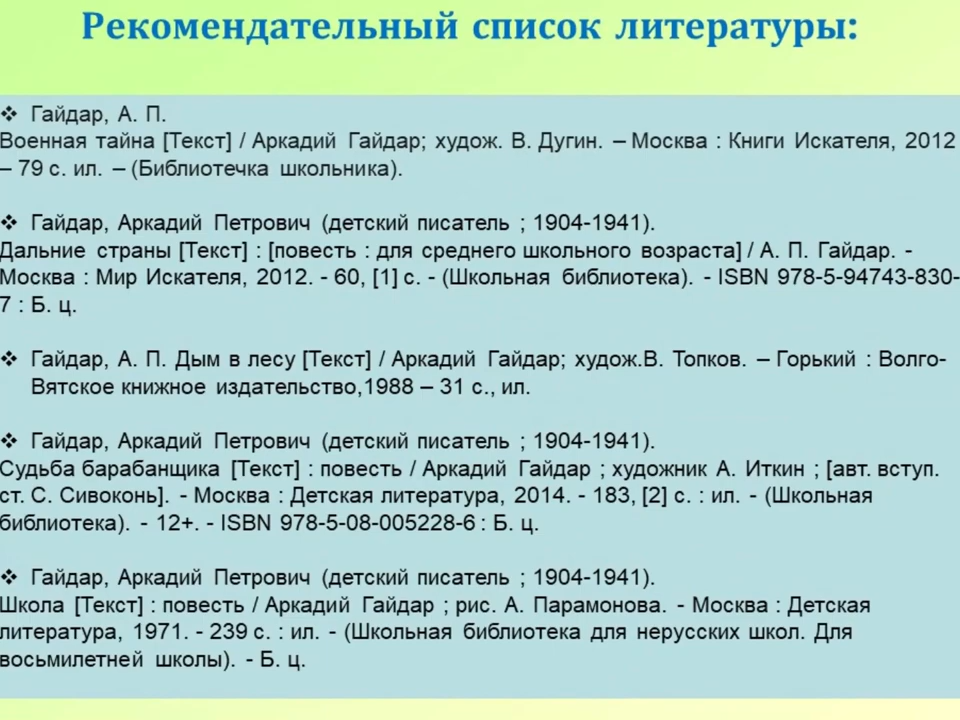 Рекомендательный список литературы:
❖ Гайдар, А. П.
Военная тайна [Текст] / Аркадий Гайдар; худож. В. Дугин. – Москва : Книги Искателя, 2012
– 79 с. ил. – (Библиотечка школьника).
❖ Гайдар, Аркадий Петрович (детский писатель ; 1904-1941).
Дальние страны [Текст] : [повесть : для среднего школьного возраста] / А. П. Гайдар. -
Москва : Мир Искателя, 2012. - 60, [1] с. - (Школьная библиотека). - ISBN 978-5-94743-830-
7 : Б. ц.
❖ Гайдар, А. П. Дым в лесу [Текст] / Аркадий Гайдар; худож.В. Топков. – Горький : Волго-
Вятское книжное издательство,1988 – 31 с., ил.
❖ Гайдар, Аркадий Петрович (детский писатель ; 1904-1941).
Судьба барабанщика [Текст] : повесть / Аркадий Гайдар ; художник А. Иткин ; [авт. вступ.
ст. С. Сивоконь]. - Москва : Детская литература, 2014. - 183, [2] с. : ил. - (Школьная
библиотека). - 12+. - ISBN 978-5-08-005228-6 : Б. ц.
❖ Гайдар, Аркадий Петрович (детский писатель ; 1904-1941).
Школа [Текст] : повесть / Аркадий Гайдар ; рис. А. Парамонова. - Москва : Детская
литература, 1971. - 239 с. : ил. - (Школьная библиотека для нерусских школ. Для
восьмилетней школы). - Б. ц.